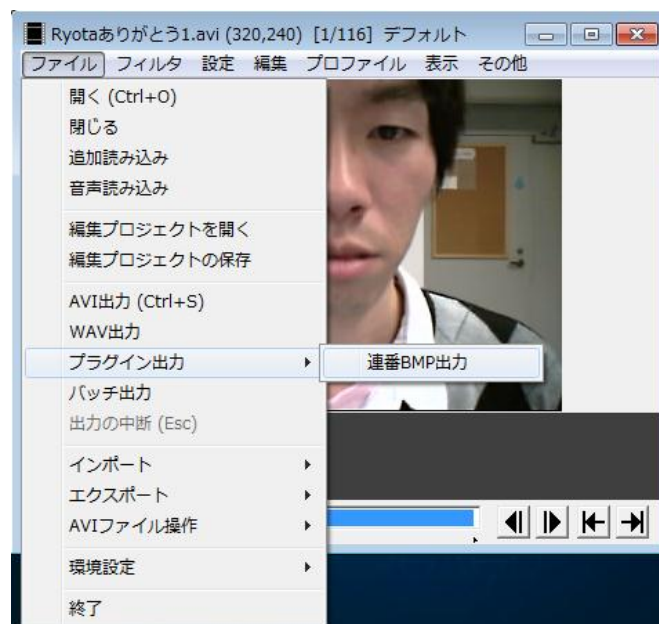 Ryotaありがとう1.avi (320,240) [1/116] デフォルト
ファイル フィルタ 設定 編集 プロファイル 表示 その他
開く (Ctrl+O)
閉じる
追加読み込み
音声読み込み
編集プロジェクトを開く
編集プロジェクトの保存
AVI出力 (Ctrl+S)
WAV出力
プラグイン出力
連番BMP出力
バッチ出力
出力の中断 (Esc)
インポート
エクスポート
AVIファイル操作
環境設定
終了